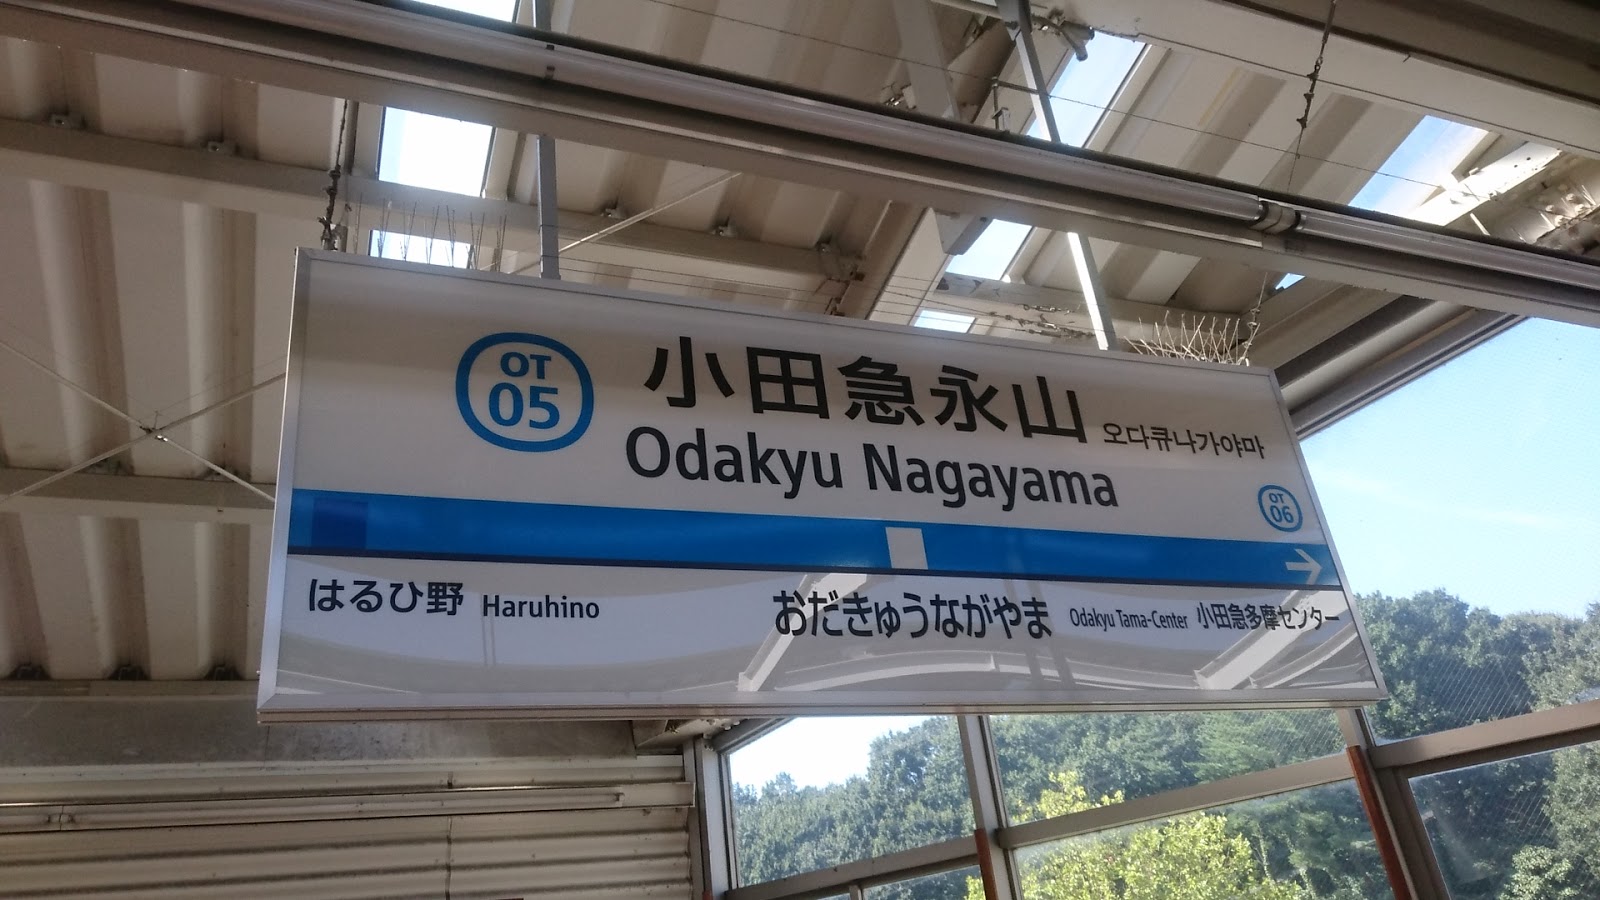 OT
05
小田急永山
오다큐나가야마
Odakyu Nagayama
OT
06
はるひ野 Haruhino
おだきゅうながやま
Odakyu Tama-Center 小田急多摩センター